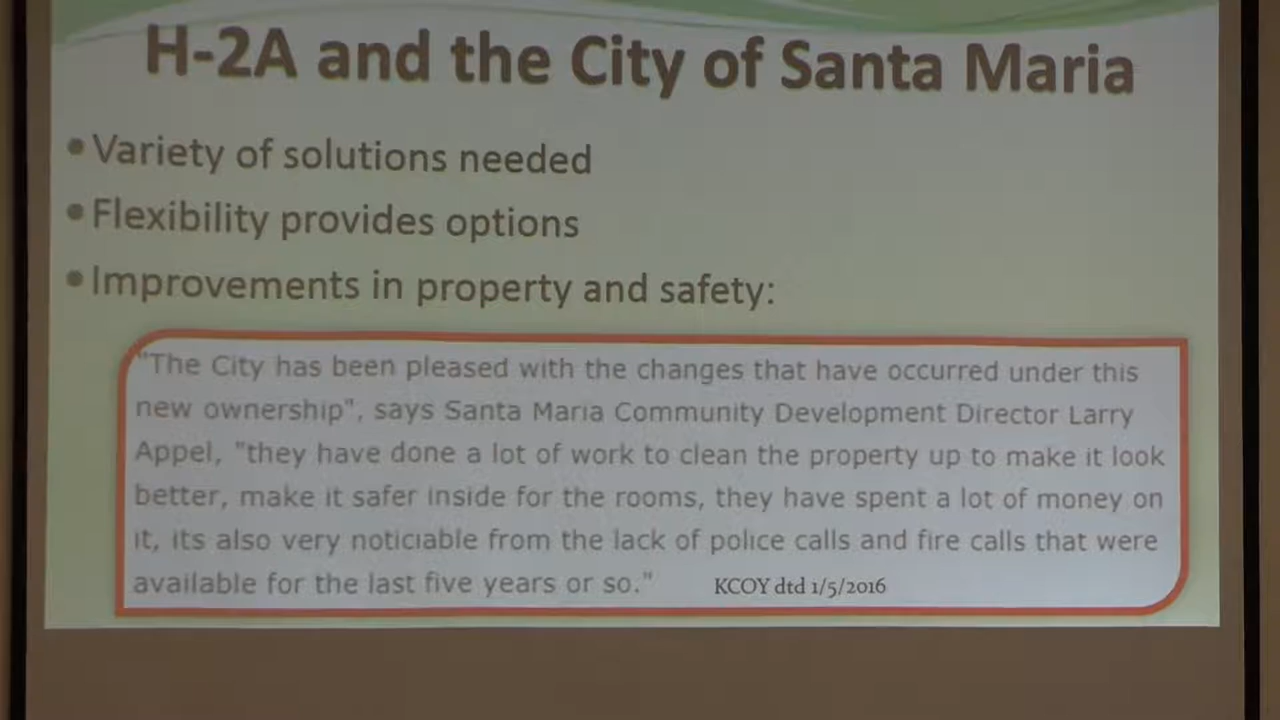 H-2A and the City of Santa Maria
• Variety of solutions needed
• Flexibility provides options
• Improvements in property and safety:
"The City has been pleased with the changes that have occurred under this
new ownership", says Santa Maria Community Development Director Larry
Appel, "they have done a lot of work to clean the property up to make it look
better, make it safer inside for the rooms, they have spent a lot of money on
it, its also very noticiable from the lack of police calls and fire calls that were
available for the last five years or so." KCOY dtd 1/5/2016